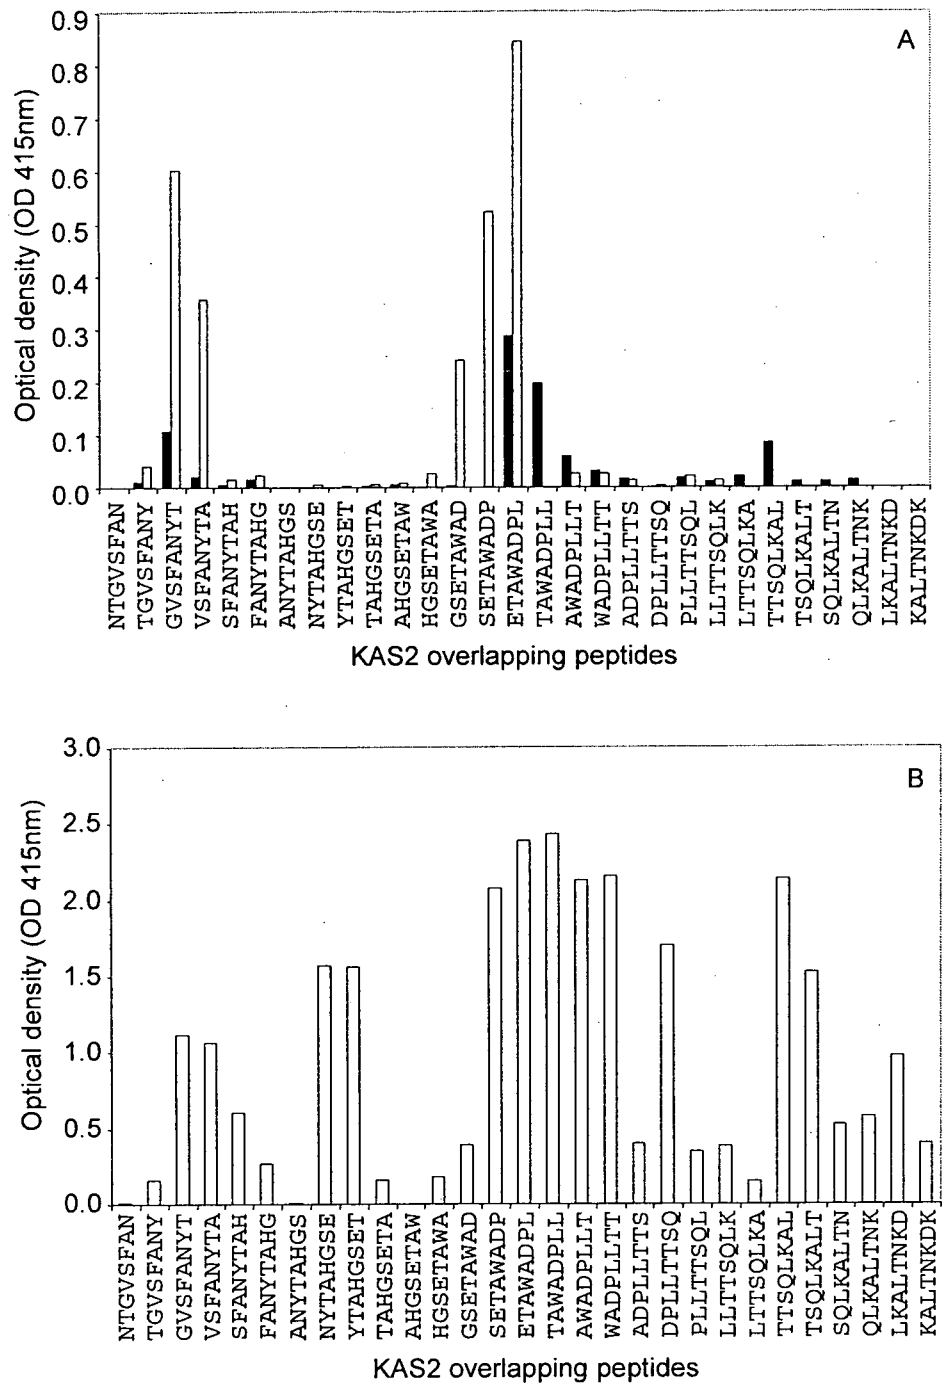 A
Optical density (OD 415nm)
0.9
0.8
0.7
0.6
0.5
0.4
0.3
0.2
0.1
0.0
NTGVSFAN
TGVSFANY
GVSFANYT
VSFANYTA
SFANYTAH
FANYTAHG
ANYTAHGS
NYTAHGSE
YTAHGSET
TAHGSETA
AHGSETAW
HGSETAWA
GSETAWAD
SETAWADP
ETAWADPL
TAWADPLL
AWADPLLT
WADPLLTT
ADPLLTTS
DPLLTTSQ
PLLTTSQL
LLTTSQLK
LTTSQLKA
TTSQLKAL
TSQLKALT
SQLKALTN
QLKALTNK
LKALTNKD
KALTNKDK
KAS2 overlapping peptides
B
Optical density (OD 415nm)
3.0
2.5
2.0
1.5
1.0
0.5
0.0
NTGVSFAN
TGVSFANY
GVSFANYT
VSFANYTA
SFANYTAH
FANYTAHG
ANYTAHGS
NYTAHGSE
YTAHGSET
TAHGSETA
AHGSETAW
HGSETAWA
GSETAWAD
SETAWADP
ETAWADPL
TAWADPLL
AWADPLLT
WADPLLTT
ADPLLTTS
DPLLTTSQ
PLLTTSQL
LLTTSQLK
LTTSQLKA
TTSQLKAL
TSQLKALT
SQLKALTN
QLKALTNK
LKALTNKD
KALTNKDK
KAS2 overlapping peptides